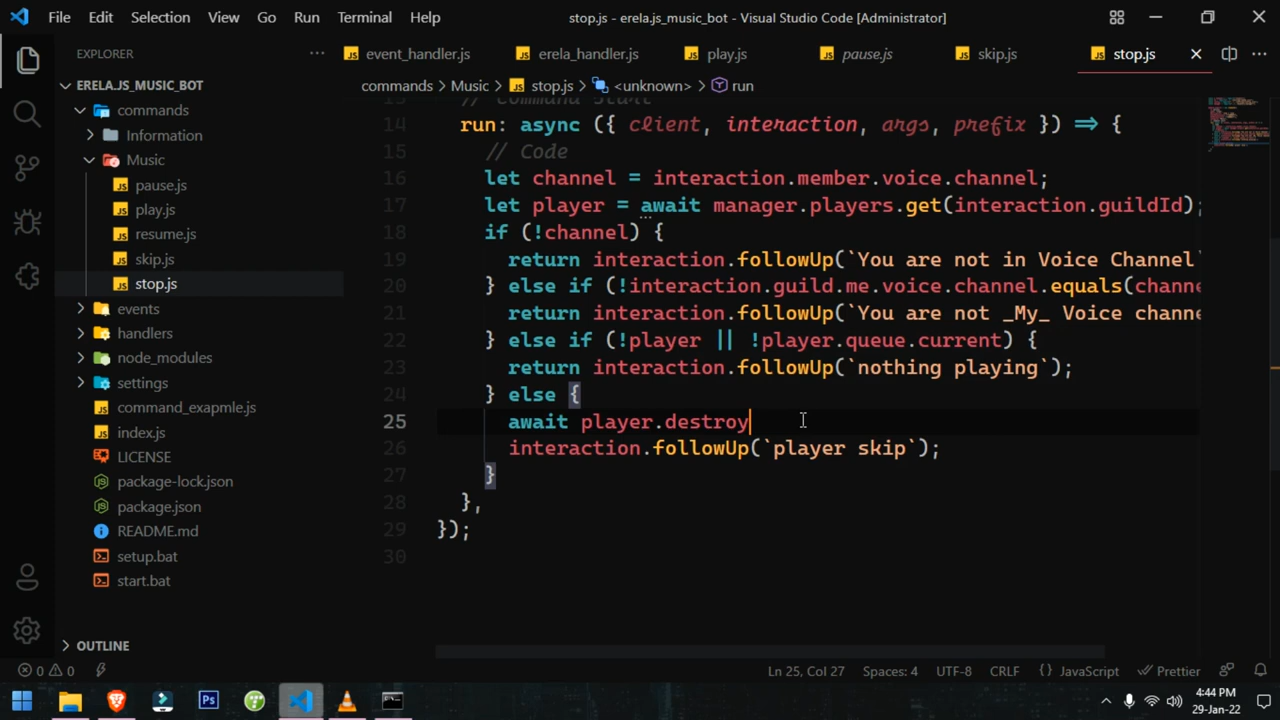 File Edit Selection View Go Run Terminal Help stop.js - erela.js_music_bot - Visual Studio Code [Administrator]
EXPLORER
event_handler.js erela_handler.js play.js pause.js skip.js stop.js
ERELA.JS_MUSIC_BOT
commands
Information
Music
pause.js
play.js
resume.js
skip.js
stop.js
events
handlers
node_modules
settings
command_exapmle.js
index.js
LICENSE
package-lock.json
package.json
README.md
setup.bat
start.bat
OUTLINE
commands > Music > stop.js > <unknown> > run
13 // Command Start
14 run: async ({ client, interaction, args, prefix }) => {
15 // Code
16 let channel = interaction.member.voice.channel;
17 let player = await manager.players.get(interaction.guildId);
18 if (!channel) {
19 return interaction.followUp(`You are not in Voice Channel`
20 } else if (!interaction.guild.me.voice.channel.equals(channe
21 return interaction.followUp(`You are not _My_ Voice channe
22 } else if (!player || !player.queue.current) {
23 return interaction.followUp(`nothing playing`);
24 } else {
25 await player.destroy
26 interaction.followUp(`player skip`);
27 }
28 },
29 });
30
0 0 Ln 25, Col 27 Spaces: 4 UTF-8 CRLF {} JavaScript Prettier
Ps
4:44 PM
29-Jan-22